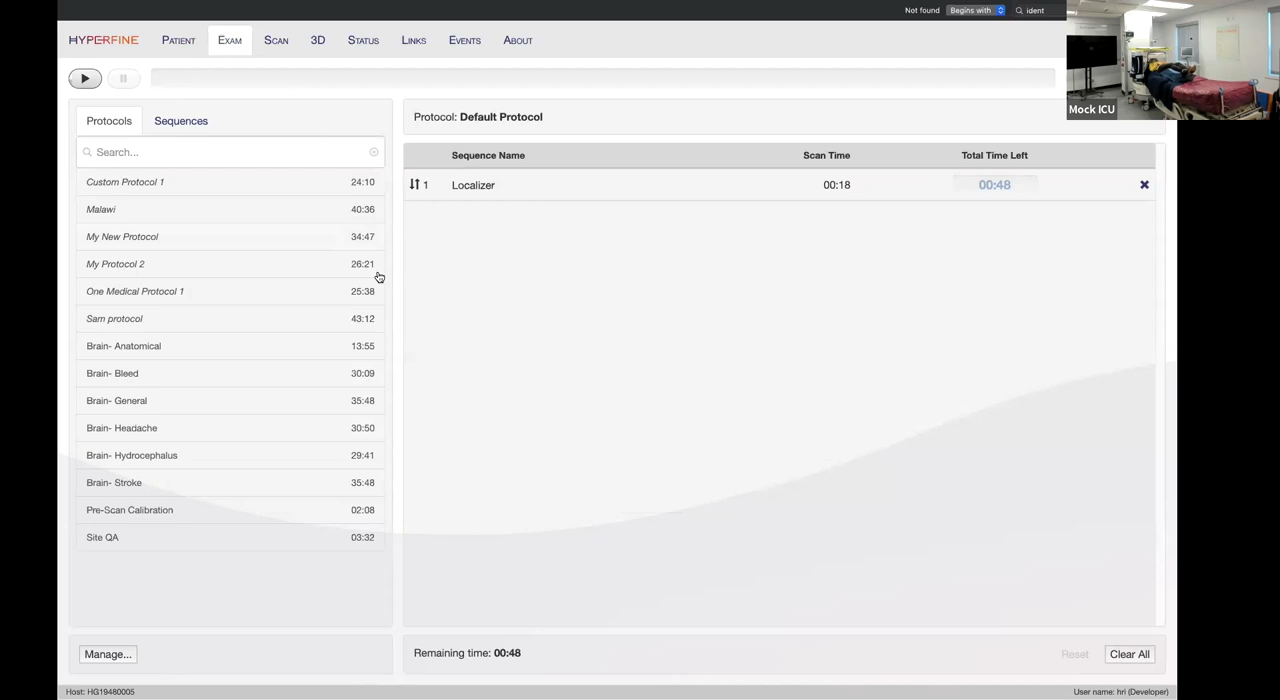 Not found Begins with ident
HYPERFINE PATIENT EXAM SCAN 3D STATUS LINKS EVENTS ABOUT
Mock ICU
Protocols Sequences
Search...
Custom Protocol 1 24:10
Malawi 40:36
My New Protocol 34:47
My Protocol 2 26:21
One Medical Protocol 1 25:38
Sam protocol 43:12
Brain- Anatomical 13:55
Brain- Bleed 30:09
Brain- General 35:48
Brain- Headache 30:50
Brain- Hydrocephalus 29:41
Brain- Stroke 35:48
Pre-Scan Calibration 02:08
Site QA 03:32
Manage...
Protocol: Default Protocol
Sequence Name Scan Time Total Time Left
1 Localizer 00:18 00:48
Remaining time: 00:48 Reset Clear All
Host: HG19480005 User name: hri (Developer)